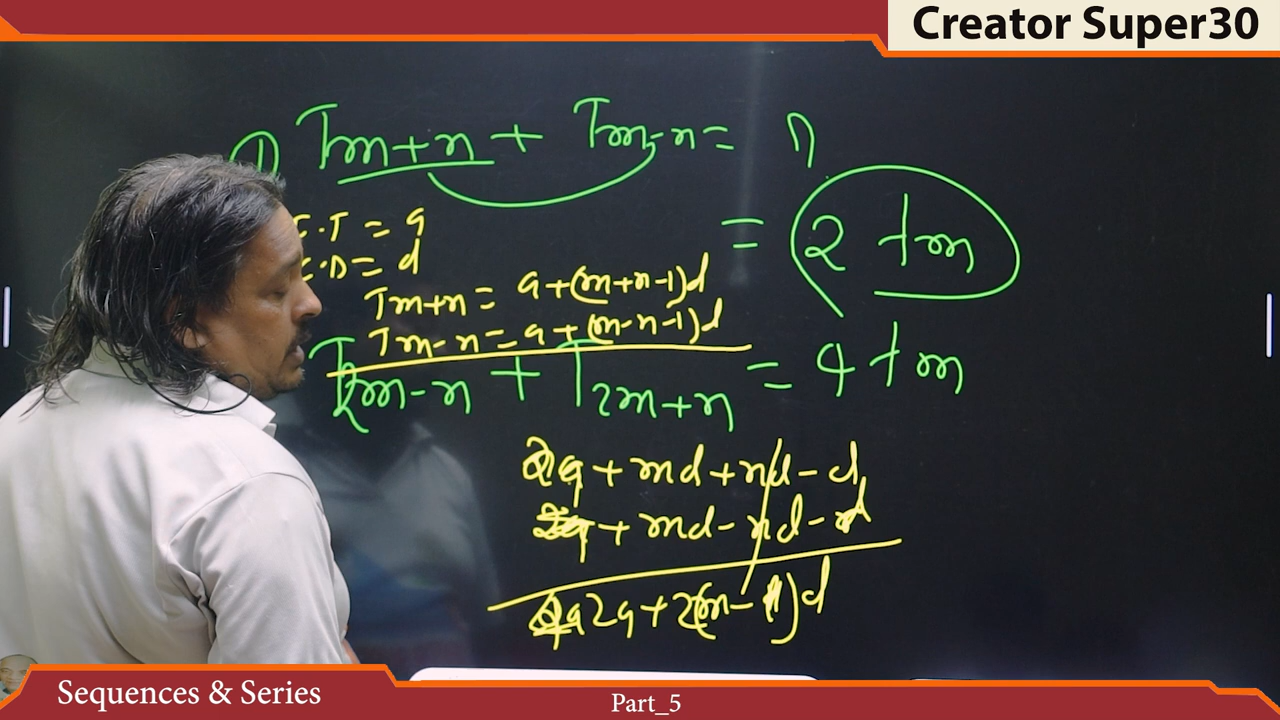 Creator Super30
① Tm+n + Tm-n =
= 2 tm
.T = a
.D = d
Tm+n = a+(m+n-1)d
Tm-n = a+(m-n-1)d
T2m-n + T2m+n = 4 tm
a + md + nd - d
a + md - nd - d
2a + 2(m-1)d
Sequences & Series
Part_5